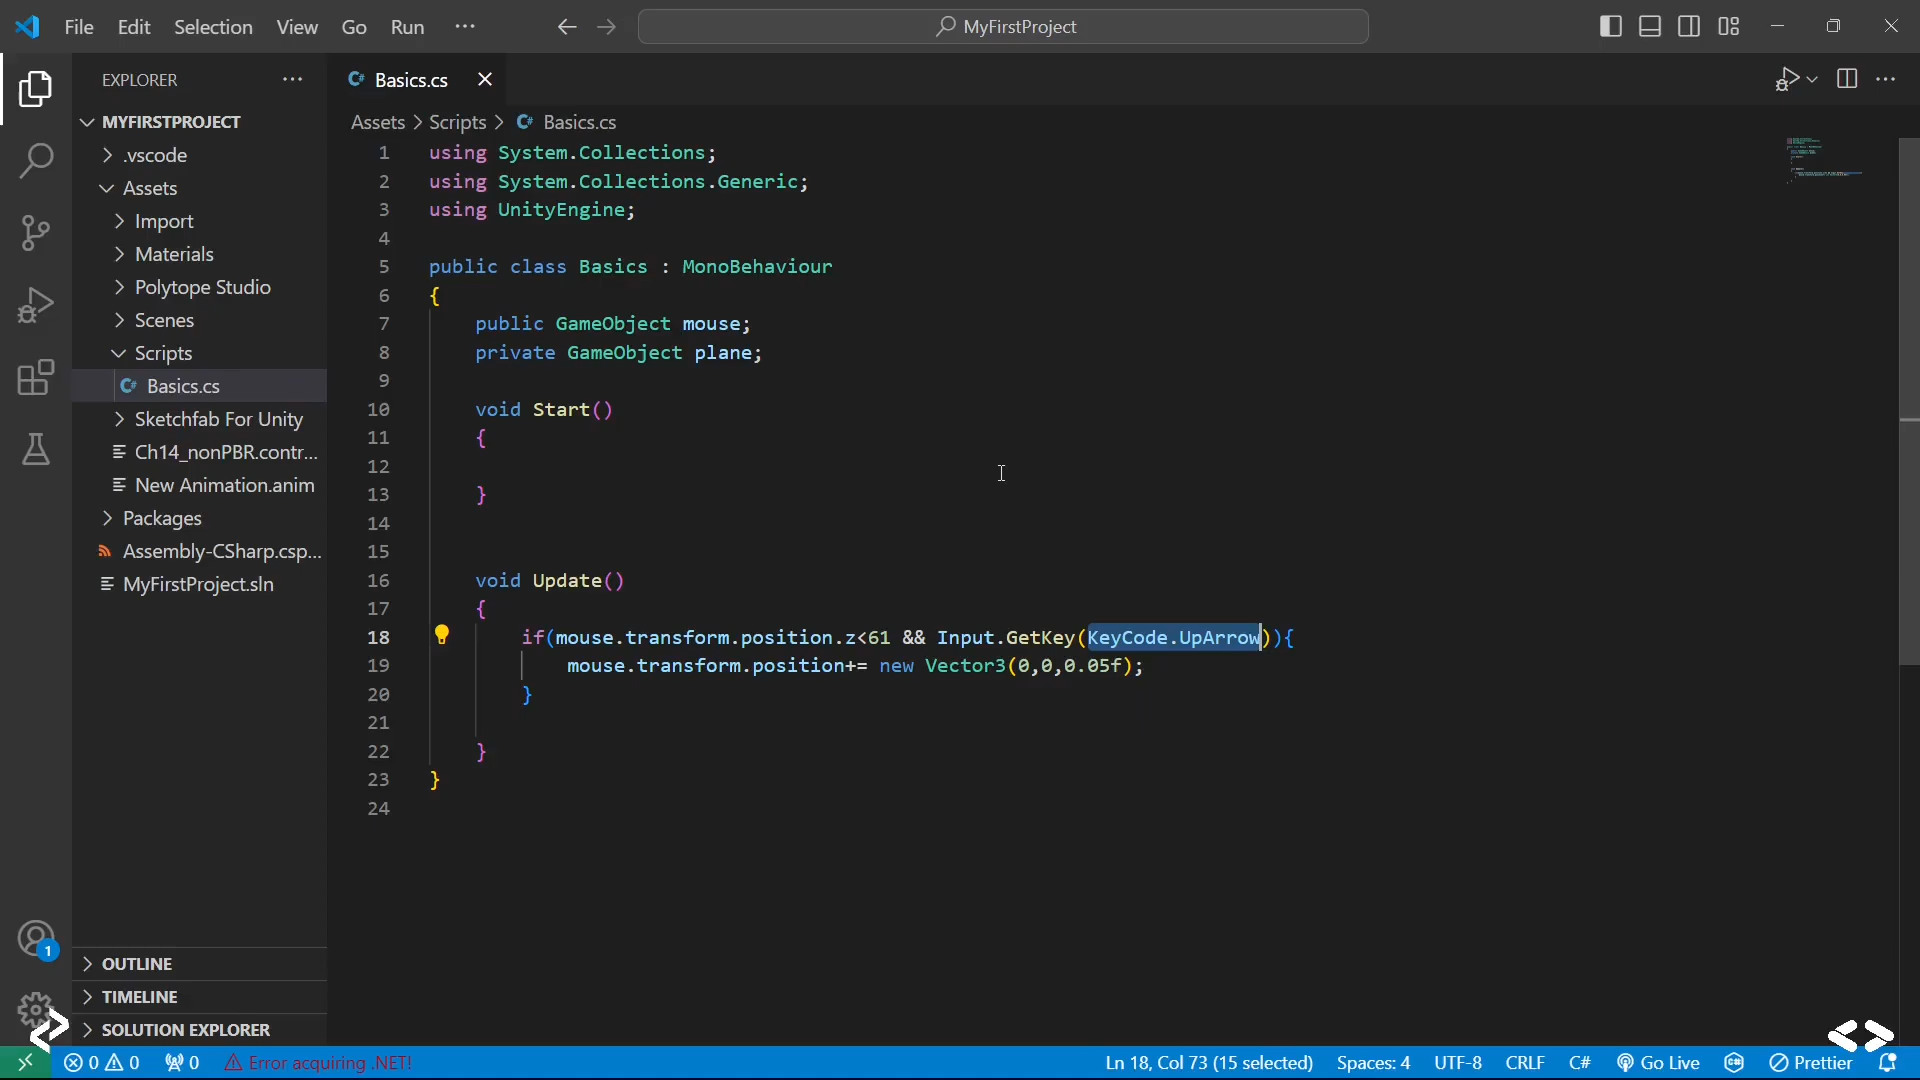 File Edit Selection View Go Run ···
MyFirstProject
EXPLORER
Basics.cs
MYFIRSTPROJECT
.vscode
Assets
Import
Materials
Polytope Studio
Scenes
Scripts
Basics.cs
Sketchfab For Unity
Ch14_nonPBR.contr...
New Animation.anim
Packages
Assembly-CSharp.csp...
MyFirstProject.sln
OUTLINE
TIMELINE
SOLUTION EXPLORER
1
Assets > Scripts > Basics.cs
1 using System.Collections;
2 using System.Collections.Generic;
3 using UnityEngine;
4
5 public class Basics : MonoBehaviour
6 {
7 public GameObject mouse;
8 private GameObject plane;
9
10 void Start()
11 {
12
13 }
14
15
16 void Update()
17 {
18 if(mouse.transform.position.z<61 && Input.GetKey(KeyCode.UpArrow)){
19 mouse.transform.position+= new Vector3(0,0,0.05f);
20 }
21
22 }
23 }
24
0 0 0 Error acquiring .NET! Ln 18, Col 73 (15 selected) Spaces: 4 UTF-8 CRLF C# Go Live Prettier